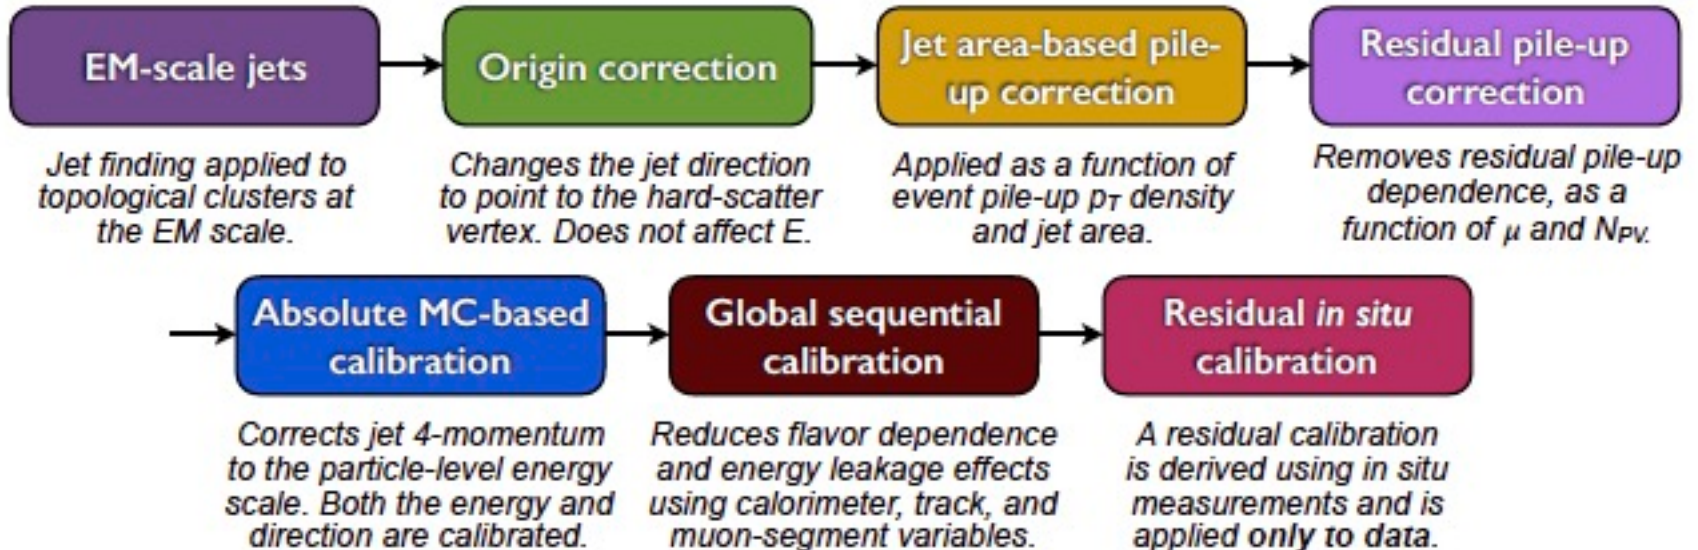 EM-scale jets
Jet finding applied to
topological clusters at
the EM scale.
Origin correction
Changes the jet direction
to point to the hard-scatter
vertex. Does not affect E.
Jet area-based pile-
up correction
Applied as a function of
event pile-up pT density
and jet area.
Residual pile-up
correction
Removes residual pile-up
dependence, as a
function of μ and NPV.
Absolute MC-based
calibration
Corrects jet 4-momentum
to the particle-level energy
scale. Both the energy and
direction are calibrated.
Global sequential
calibration
Reduces flavor dependence
and energy leakage effects
using calorimeter, track, and
muon-segment variables.
Residual in situ
calibration
A residual calibration
is derived using in situ
measurements and is
applied only to data.